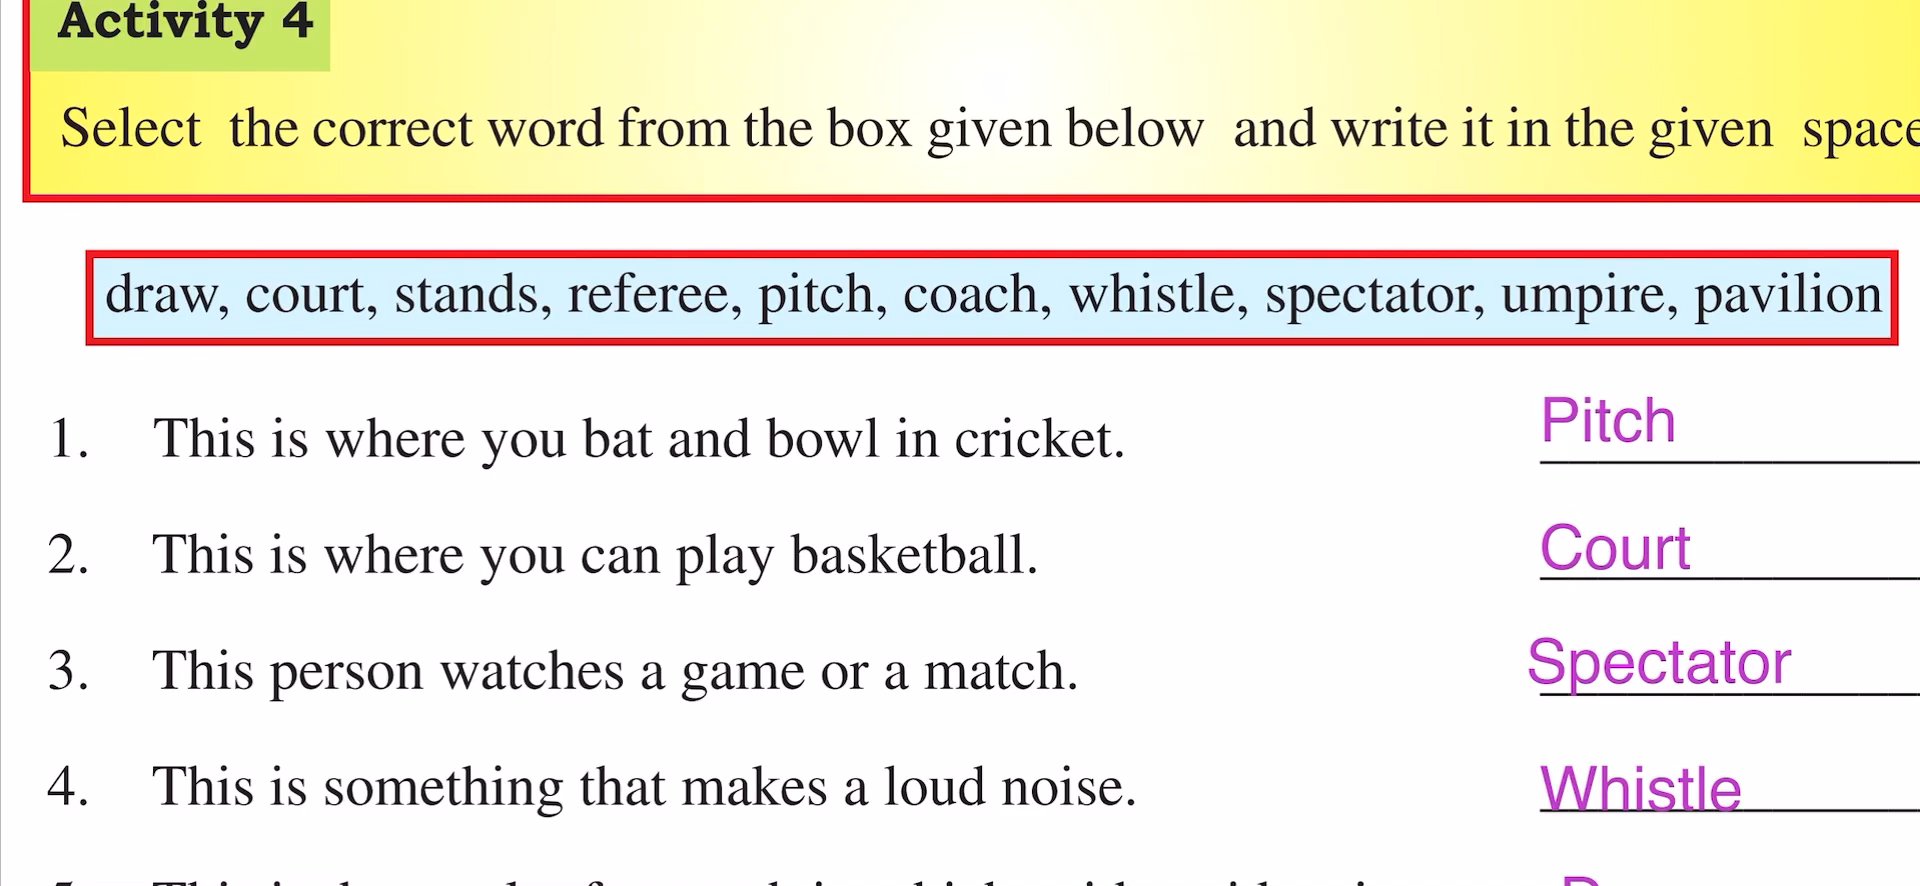 Activity 4
Select the correct word from the box given below and write it in the given space
draw, court, stands, referee, pitch, coach, whistle, spectator, umpire, pavilion
1. This is where you bat and bowl in cricket. Pitch
2. This is where you can play basketball. Court
3. This person watches a game or a match. Spectator
4. This is something that makes a loud noise. Whistle